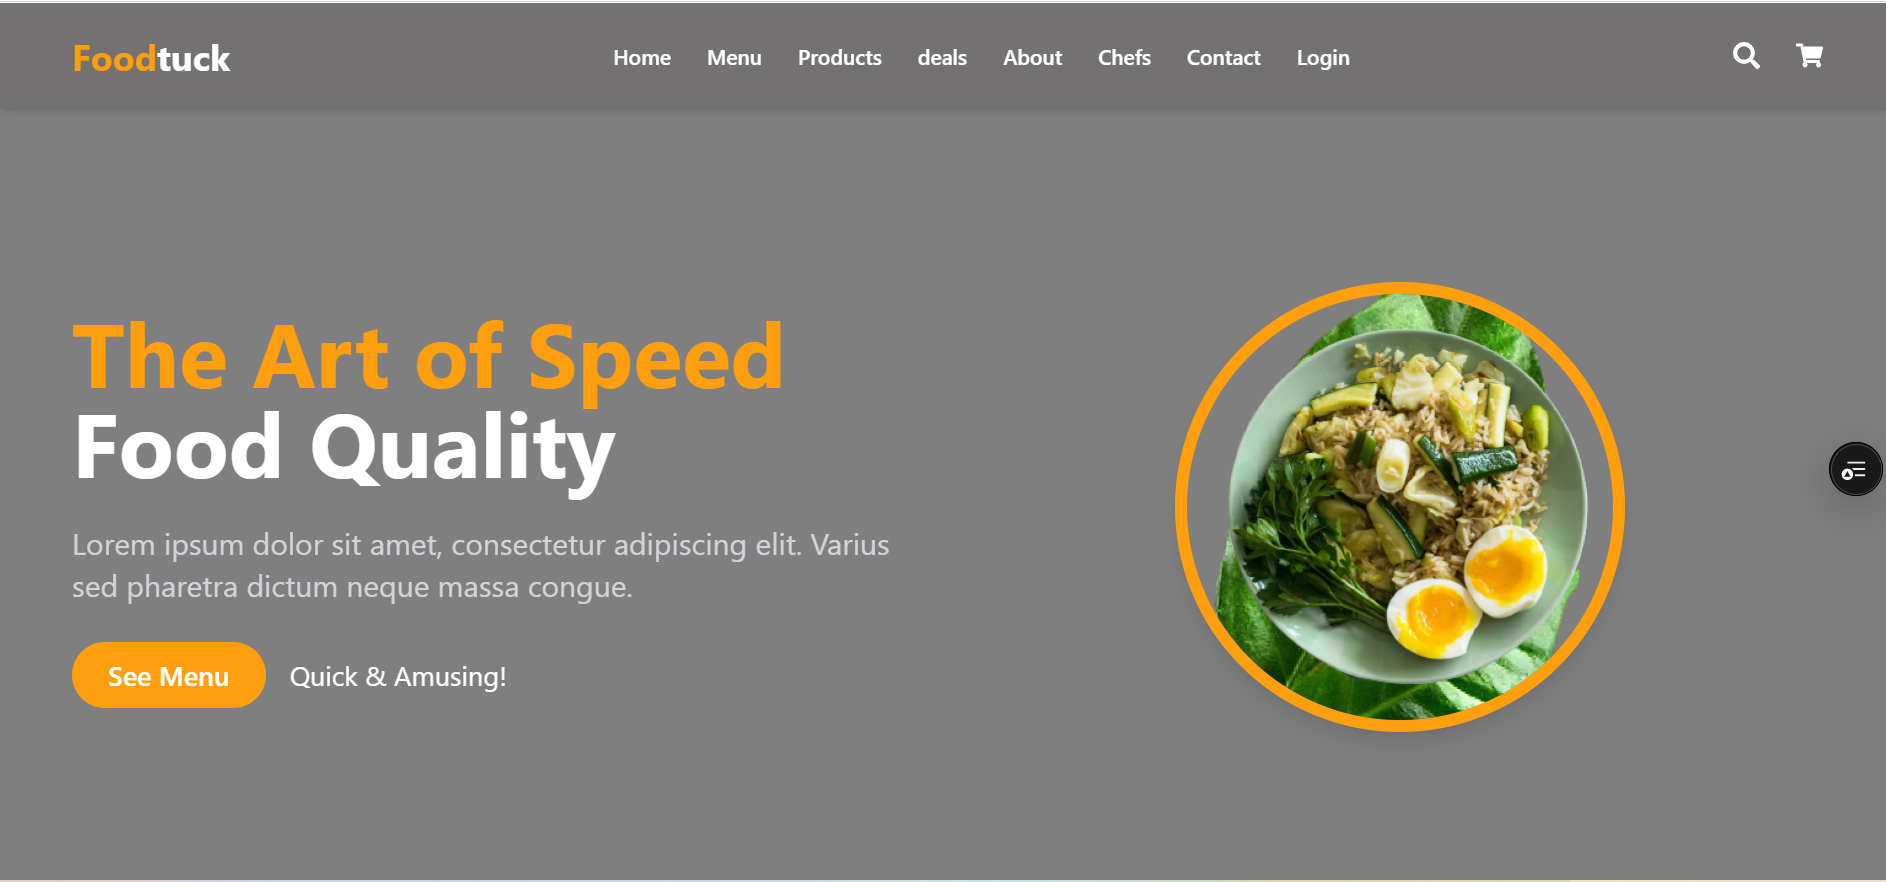 Foodtuck
Home Menu Products deals About Chefs Contact Login
The Art of Speed
Food Quality
Lorem ipsum dolor sit amet, consectetur adipiscing elit. Varius
sed pharetra dictum neque massa congue.
See Menu Quick & Amusing!